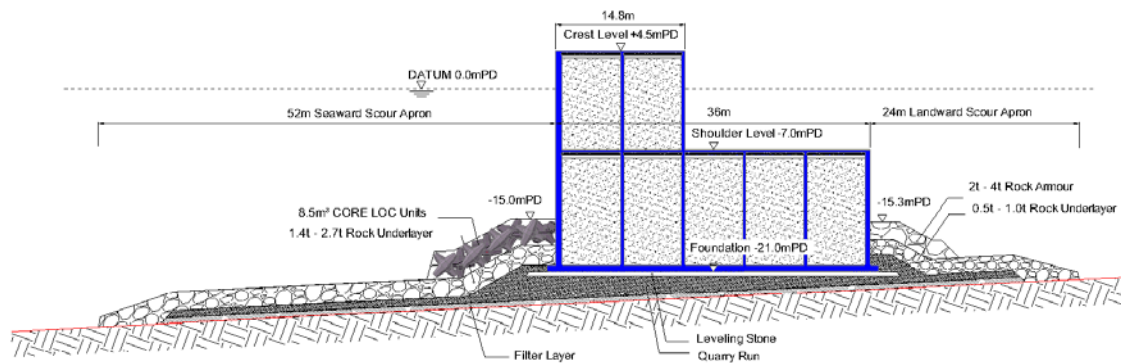 14.8m
Crest Level +4.5mPD
DATUM 0.0mPD
52m Seaward Scour Apron
36m
24m Landward Scour Apron
Shoulder Level -7.0mPD
2t - 4t Rock Armour
-15.0mPD
-15.3mPD
8.5m³ CORE LOC Units
0.5t - 1.0t Rock Underlayer
1.4t - 2.7t Rock Underlayer
Foundation -21.0mPD
Leveling Stone
Filter Layer
Quarry Run